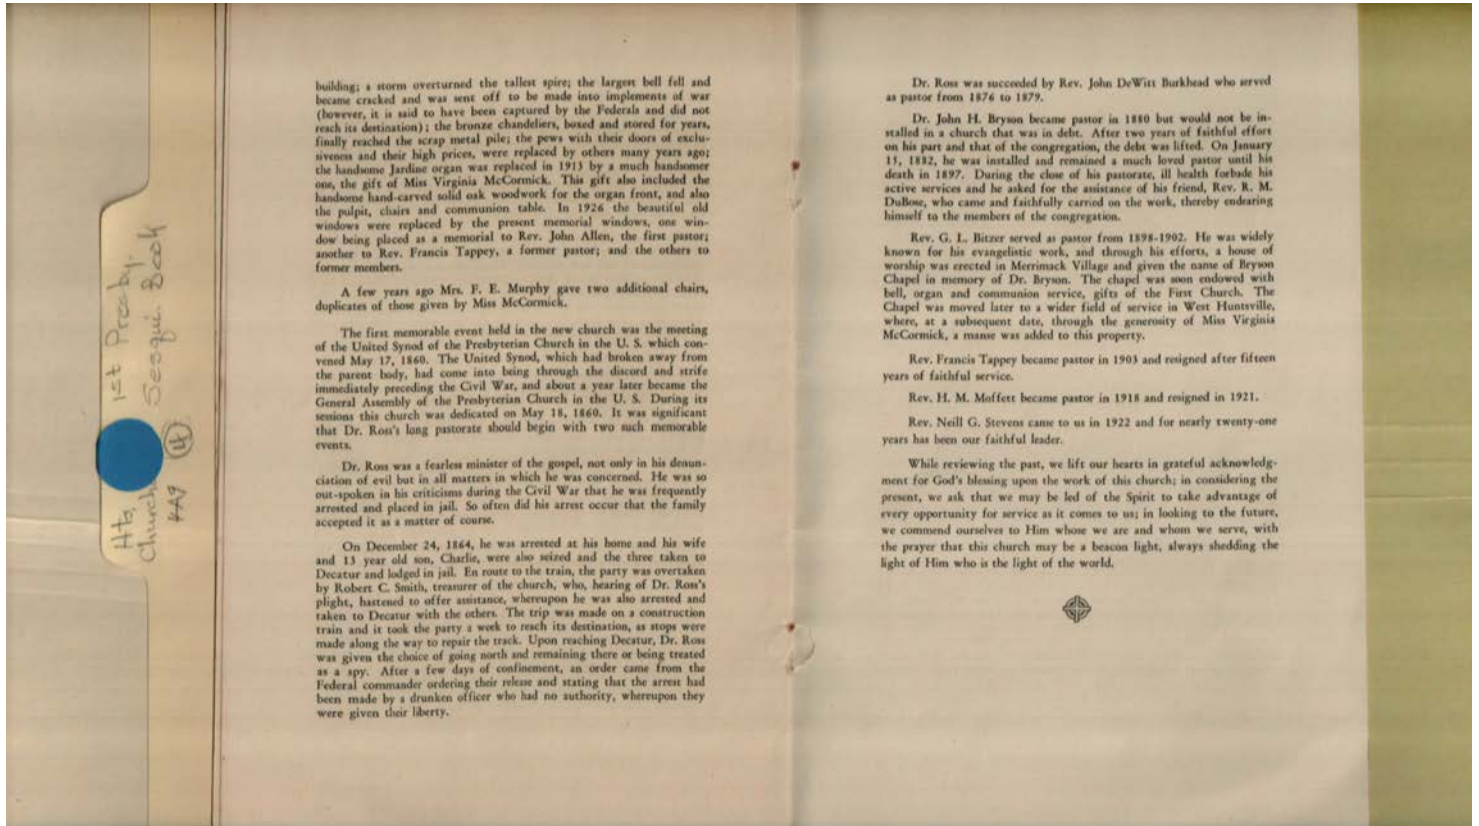 building; a storm overturned the tallest spire; the largest bell fell and
became cracked and was sent off to be made into implements of war
(however, it is said to have been captured by the Federals and did not
reach its destination); the bronze chandeliers, boxed and stored for years,
finally reached the scrap metal pile; the pews with their doors of exclu-
siveness and their high prices, were replaced by others many years ago;
the handsome Jardine organ was replaced in 1913 by a much handsomer
one, the gift of Miss Virginia McCormick. This gift also included the
handsome hand-carved solid oak woodwork for the organ front, and also
the pulpit, chairs and communion table. In 1926 the beautiful old
windows were replaced by the present memorial windows, one win-
dow being placed as a memorial to Rev. John Allen, the first pastor;
another to Rev. Francis Tappey, a former pastor; and the others to
former members.
A few years ago Mrs. F. E. Murphy gave two additional chairs,
duplicates of those given by Miss McCormick.
The first memorable event held in the new church was the meeting
of the United Synod of the Presbyterian Church in the U. S. which con-
vened May 17, 1860. The United Synod, which had broken away from
the parent body, had come into being through the discord and strife
immediately preceding the Civil War, and about a year later became the
General Assembly of the Presbyterian Church in the U. S. During its
sessions this church was dedicated on May 18, 1860. It was significant
that Dr. Ross's long pastorate should begin with two such memorable
events.
Dr. Ross was a fearless minister of the gospel, not only in his denun-
ciation of evil but in all matters in which he was concerned. He was so
out-spoken in his criticisms during the Civil War that he was frequently
arrested and placed in jail. So often did his arrest occur that the family
accepted it as a matter of course.
On December 24, 1864, he was arrested at his home and his wife
and 13 year old son, Charlie, were also seized and the three taken to
Decatur and lodged in jail. En route to the train, the party was overtaken
by Robert C. Smith, treasurer of the church, who, hearing of Dr. Ross's
plight, hastened to offer assistance, whereupon he was also arrested and
taken to Decatur with the others. The trip was made on a construction
train and it took the party a week to reach its destination, as stops were
made along the way to repair the track. Upon reaching Decatur, Dr. Ross
was given the choice of going north and remaining there or being treated
as a spy. After a few days of confinement, an order came from the
Federal commander ordering their release and stating that the arrest had
been made by a drunken officer who had no authority, whereupon they
were given their liberty.
Dr. Ross was succeeded by Rev. John DeWitt Burkhead who served
as pastor from 1876 to 1879.
Dr. John H. Bryson became pastor in 1880 but would not be in-
stalled in a church that was in debt. After two years of faithful effort
on his part and that of the congregation, the debt was lifted. On January
15, 1882, he was installed and remained a much loved pastor until his
death in 1897. During the close of his pastorate, ill health forbade his
active services and he asked for the assistance of his friend, Rev. R. M.
DuBose, who came and faithfully carried on the work, thereby endearing
himself to the members of the congregation.
Rev. G. L. Bitzer served as pastor from 1898-1902. He was widely
known for his evangelistic work, and through his efforts, a house of
worship was erected in Merrimack Village and given the name of Bryson
Chapel in memory of Dr. Bryson. The chapel was soon endowed with
bell, organ and communion service, gifts of the First Church. The
Chapel was moved later to a wider field of service in West Huntsville,
where, at a subsequent date, through the generosity of Miss Virginia
McCormick, a manse was added to this property.
Rev. Francis Tappey became pastor in 1903 and resigned after fifteen
years of faithful service.
Rev. H. M. Moffett became pastor in 1918 and resigned in 1921.
Rev. Neill G. Stevens came to us in 1922 and for nearly twenty-one
years has been our faithful leader.
While reviewing the past, we lift our hearts in grateful acknowledg-
ment for God's blessing upon the work of this church; in considering the
present, we ask that we may be led of the Spirit to take advantage of
every opportunity for service as it comes to us; in looking to the future,
we commend ourselves to Him whose we are and whom we serve, with
the prayer that this church may be a beacon light, always shedding the
light of Him who is the light of the world.
1st Presby.
Church Sesqui. Book